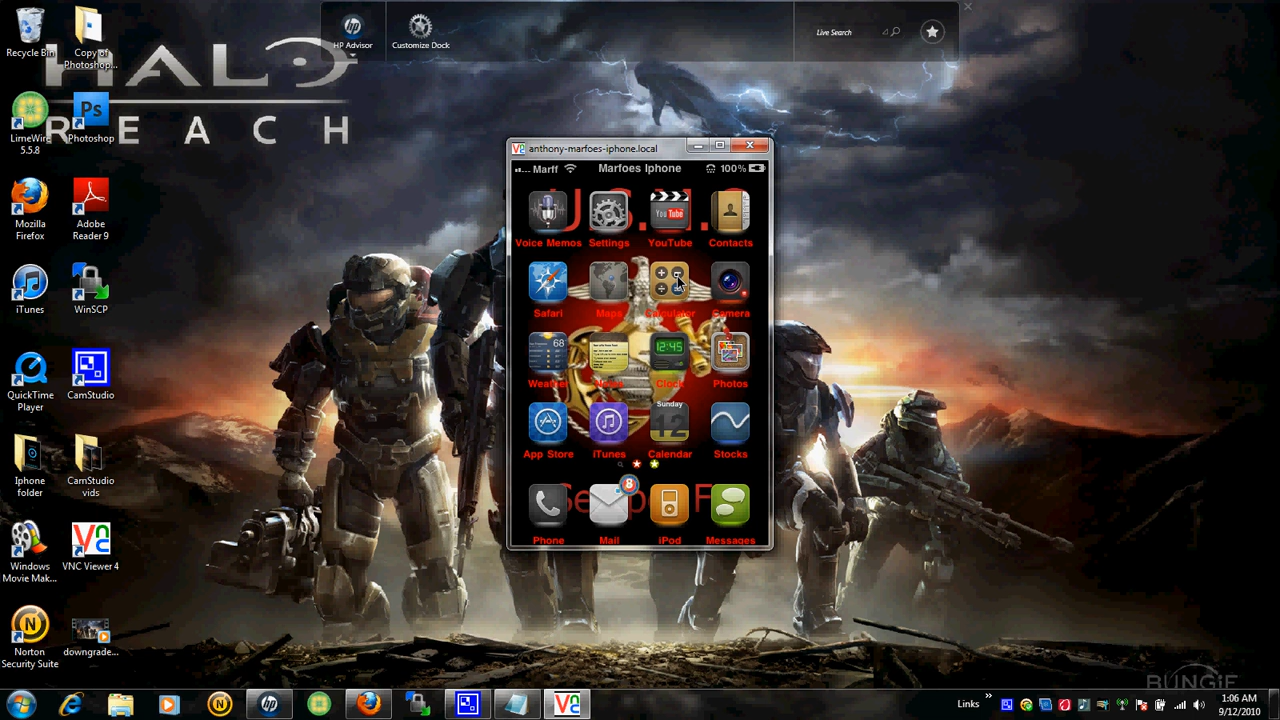 HP Advisor
Customize Dock
Live Search
Recycle Bin
Copy of
Photoshop...
HALO
REACH
LimeWire
5.5.8
Ps
Photoshop
Mozilla
Firefox
Adobe
Reader 9
iTunes
WinSCP
QuickTime
Player
CamStudio
Iphone
folder
CamStudio
vids
Windows
Movie Mak...
VNC Viewer 4
Norton
Security Suite
downgrade...
anthony-marfoes-iphone.local
Marff
Marfoes Iphone
100%
You Tube
Voice Memos
Settings
YouTube
Contacts
Safari
Maps
Calculator
Camera
68
12:45
Weather
Notes
Clock
Photos
Sunday
12
App Store
iTunes
Calendar
Stocks
8
Phone
Mail
iPod
Messages
BUNGIE
Links
»
1:06 AM
9/12/2010